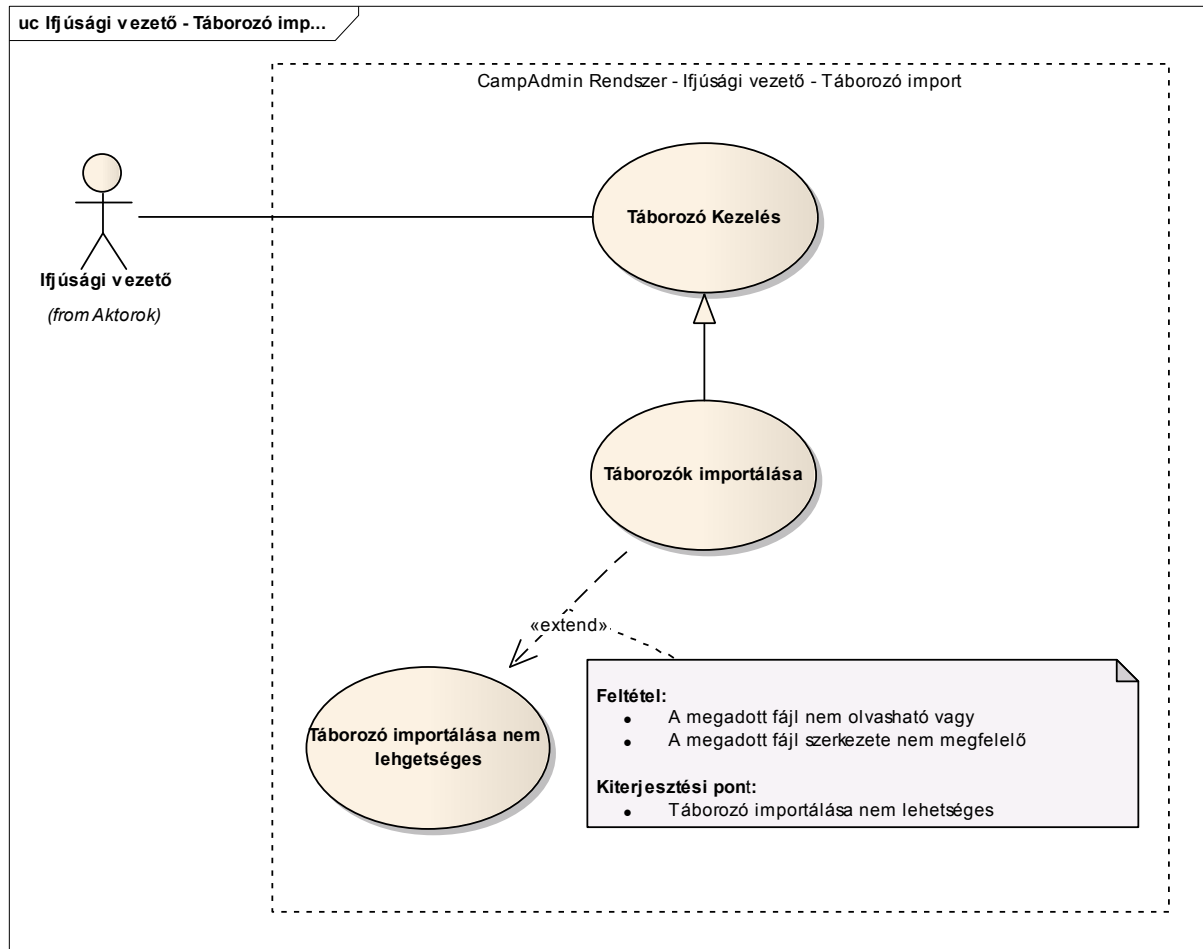 uc Ifjúsági vezető - Táborozó imp...
CampAdmin Rendszer - Ifjúsági vezető - Táborozó import
Táborozó Kezelés
Ifjúsági vezető
(from Aktorok)
Táborozók importálása
«extend»
Táborozó importálása nem
lehgetséges
Feltétel:
• A megadott fájl nem olvasható vagy
• A megadott fájl szerkezete nem megfelelő
Kiterjesztési pont:
• Táborozó importálása nem lehetséges